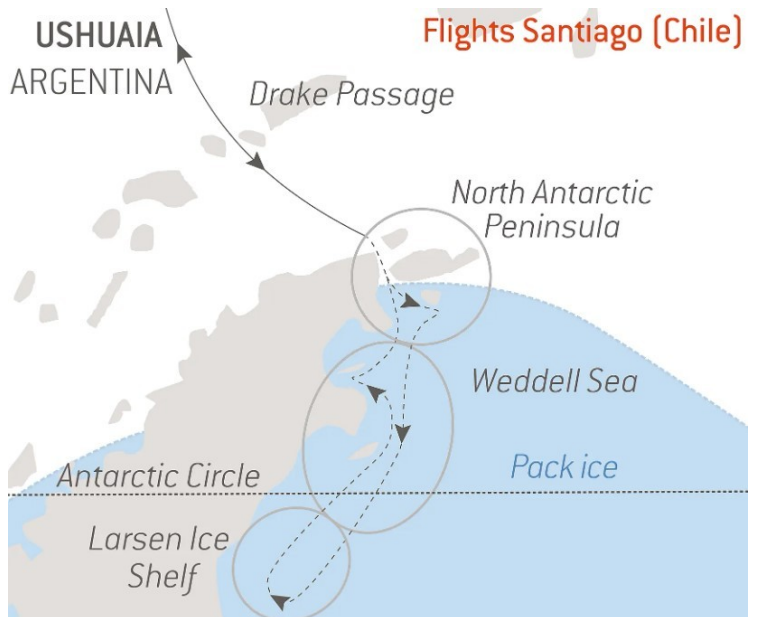 USHUAIA
ARGENTINA
Flights Santiago (Chile)
Drake Passage
North Antarctic
Peninsula
Weddell Sea
Pack ice
Antarctic Circle
Larsen Ice
Shelf